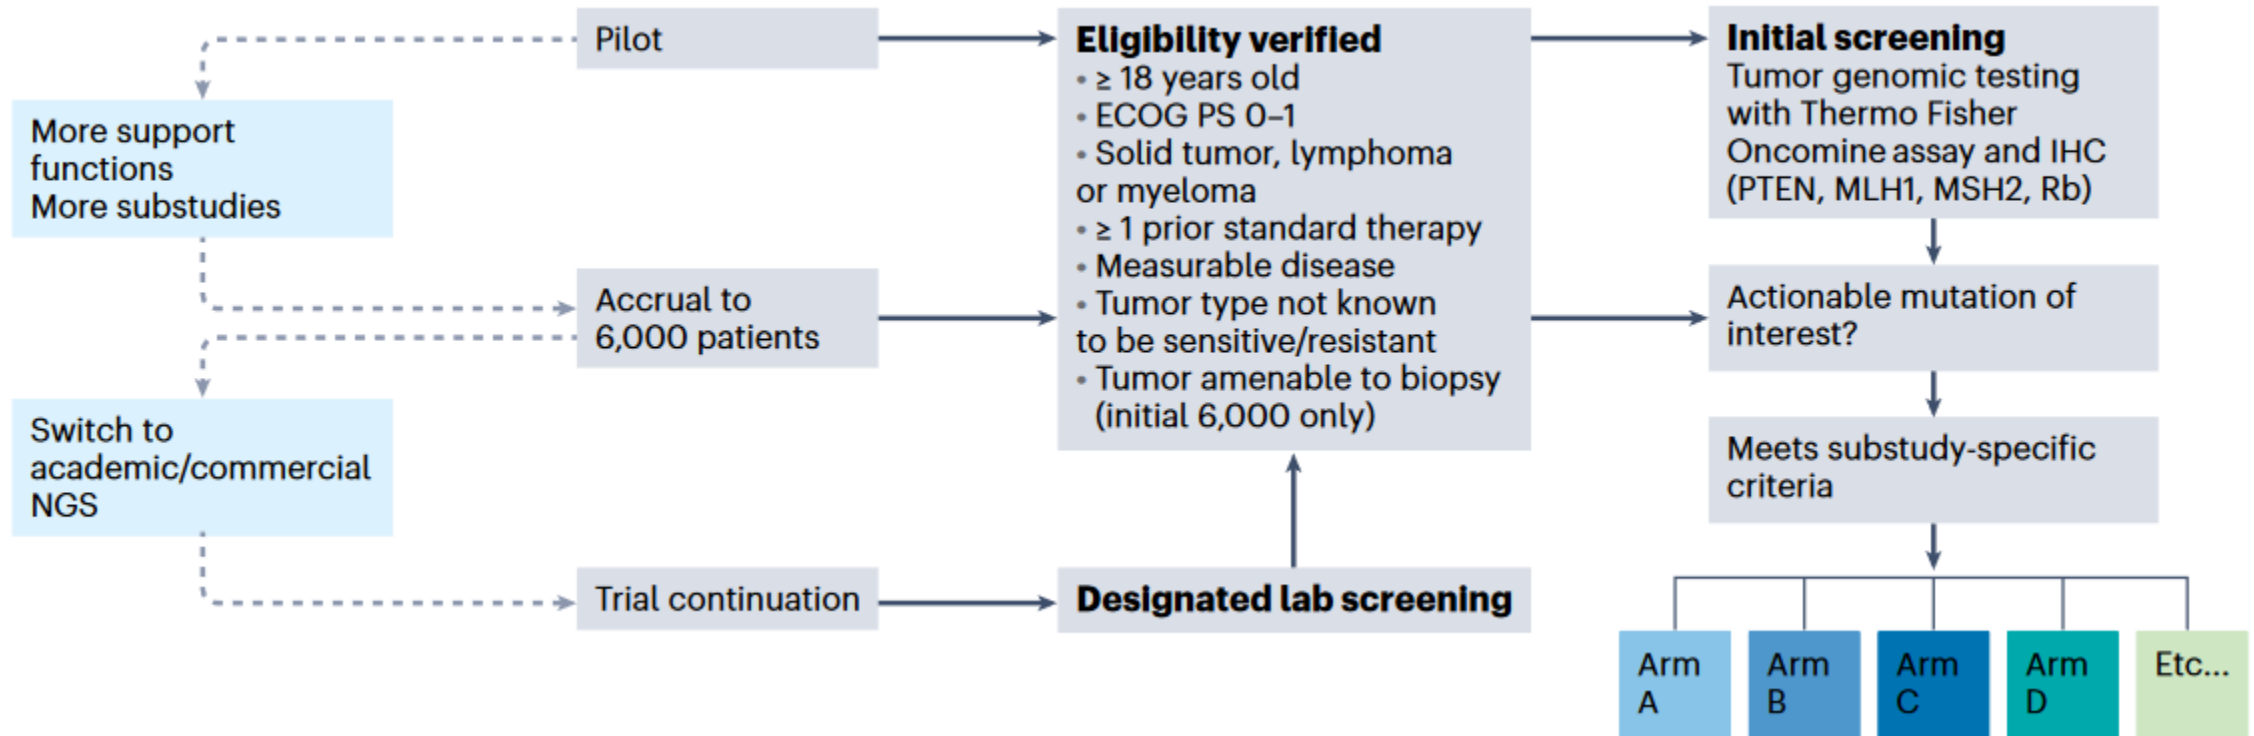 Pilot
More support
functions
More substudies
Accrual to
6,000 patients
Switch to
academic/commercial
NGS
Trial continuation
Eligibility verified
• ≥ 18 years old
• ECOG PS 0–1
• Solid tumor, lymphoma
or myeloma
• ≥ 1 prior standard therapy
• Measurable disease
• Tumor type not known
to be sensitive/resistant
• Tumor amenable to biopsy
(initial 6,000 only)
Designated lab screening
Initial screening
Tumor genomic testing
with Thermo Fisher
Oncomine assay and IHC
(PTEN, MLH1, MSH2, Rb)
Actionable mutation of
interest?
Meets substudy-specific
criteria
Arm
A
Arm
B
Arm
C
Arm
D
Etc...